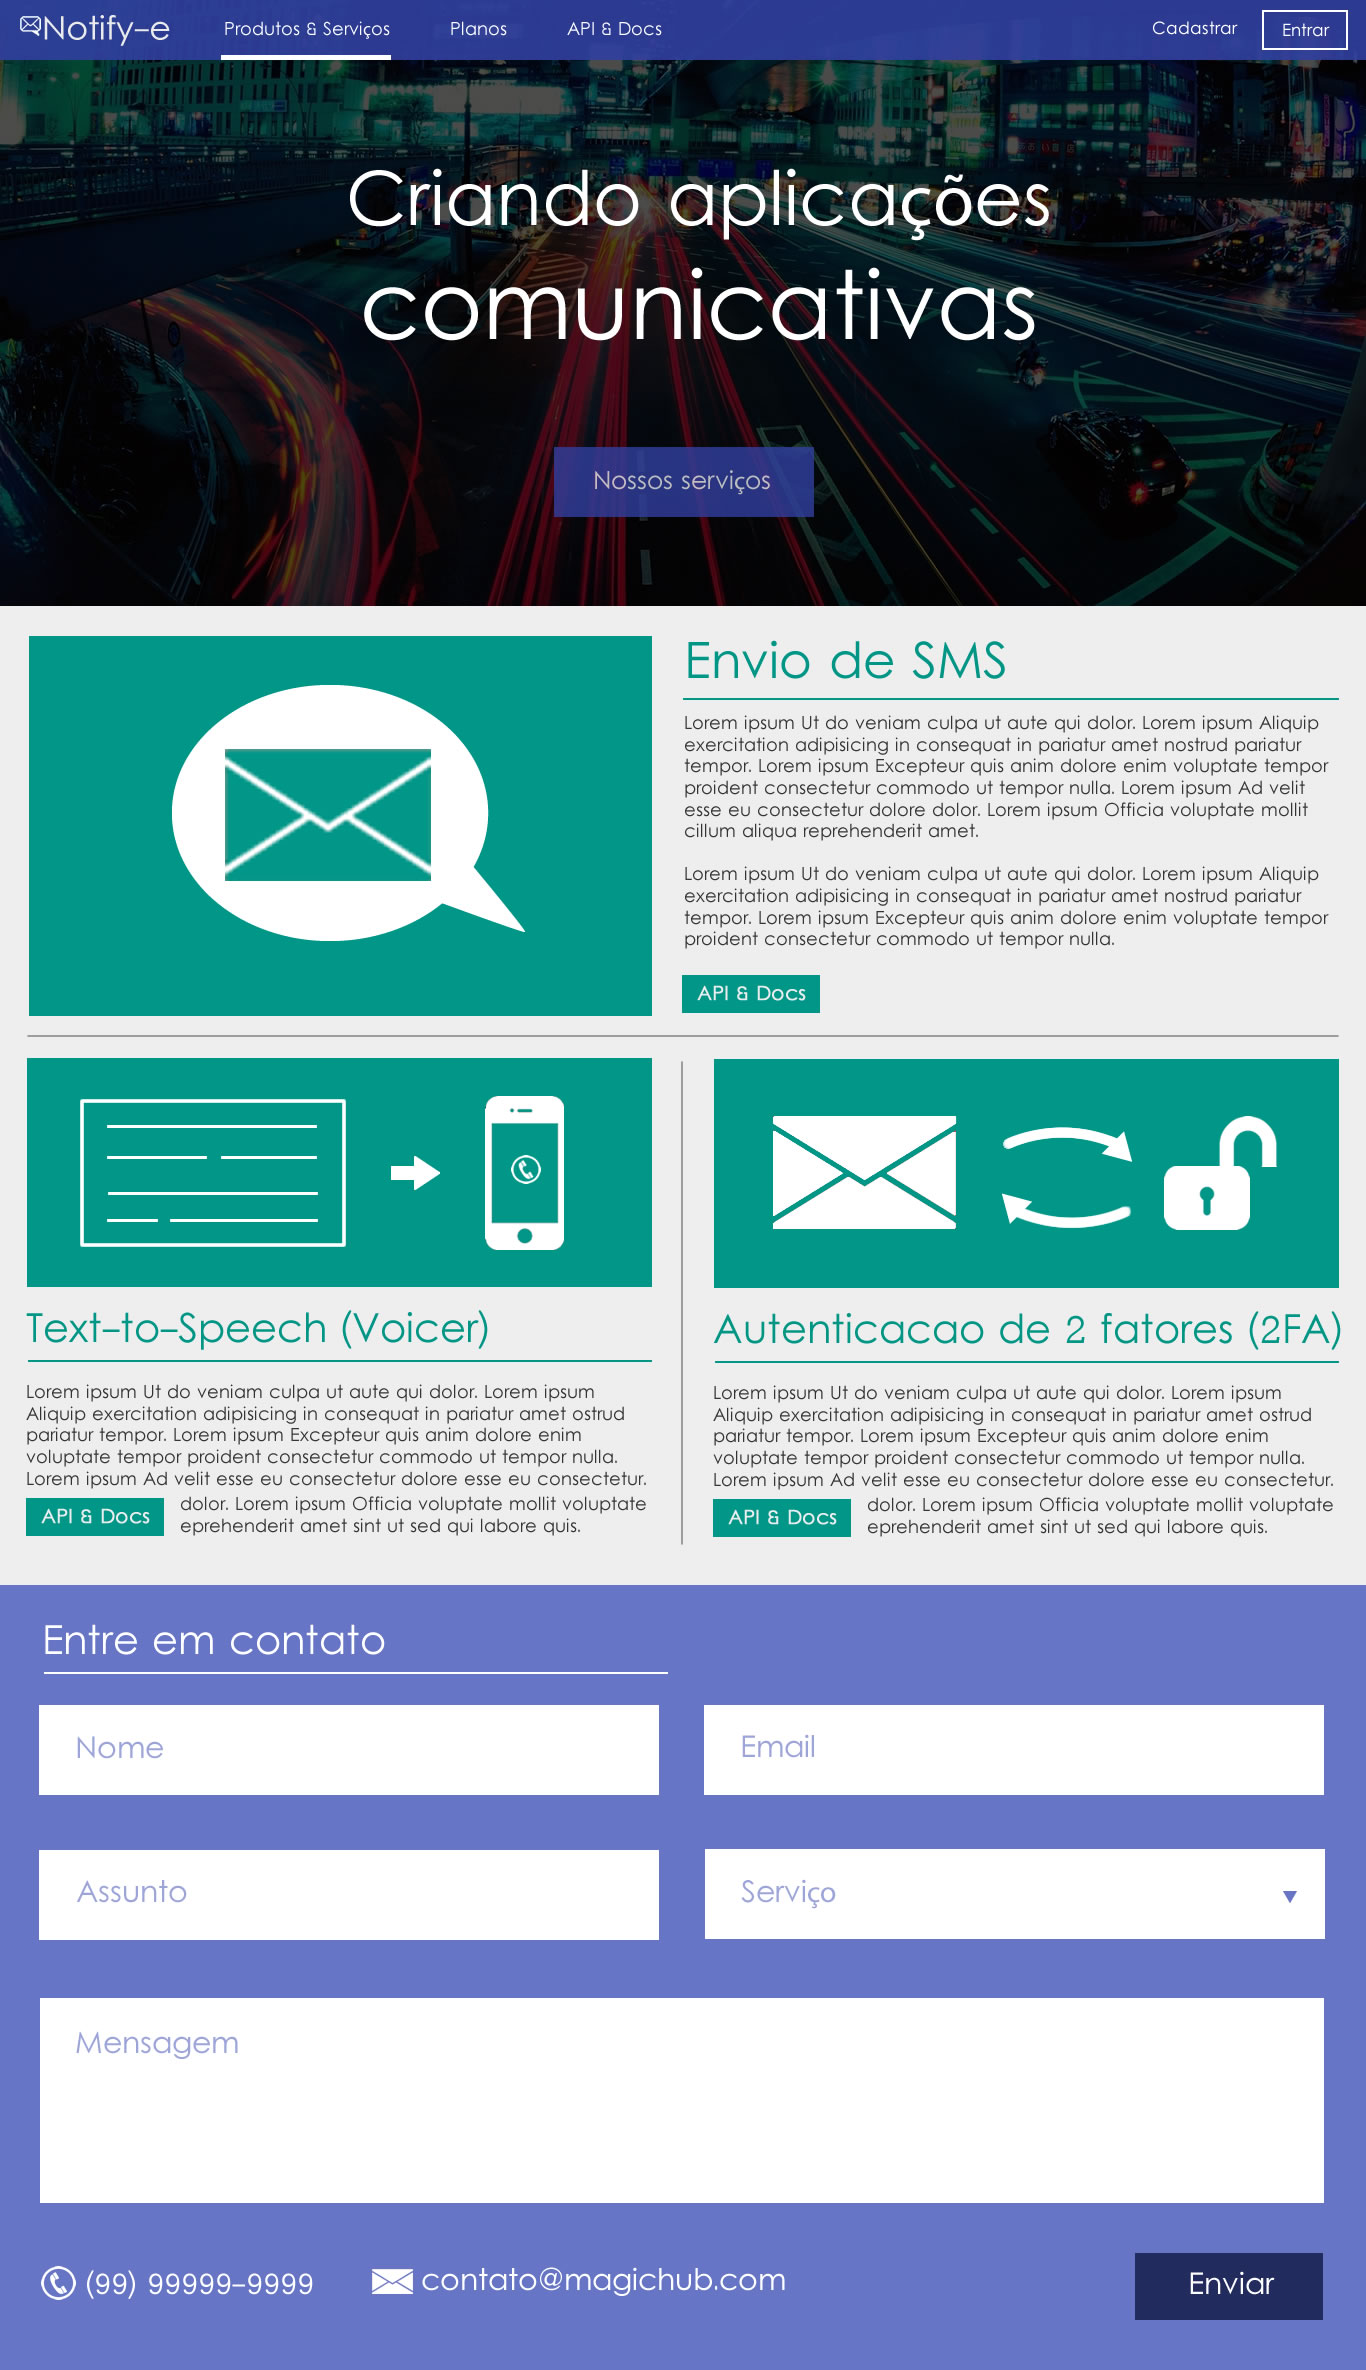 Notify-e
Produtos & Serviços
Planos
API & Docs
Cadastrar
Entrar
Criando aplicações
comunicativas
Nossos serviços
Envio de SMS
Lorem ipsum Ut do veniam culpa ut aute qui dolor. Lorem ipsum Aliquip
exercitation adipisicing in consequat in pariatur amet nostrud pariatur
tempor. Lorem ipsum Excepteur quis anim dolore enim voluptate tempor
proident consectetur commodo ut tempor nulla. Lorem ipsum Ad velit
esse eu consectetur dolore dolor. Lorem ipsum Officia voluptate mollit
cillum aliqua reprehenderit amet.
Lorem ipsum Ut do veniam culpa ut aute qui dolor. Lorem ipsum Aliquip
exercitation adipisicing in consequat in pariatur amet nostrud pariatur
tempor. Lorem ipsum Excepteur quis anim dolore enim voluptate tempor
proident consectetur commodo ut tempor nulla.
API & Docs
Text-to-Speech (Voicer)
Lorem ipsum Ut do veniam culpa ut aute qui dolor. Lorem ipsum
Aliquip exercitation adipisicing in consequat in pariatur amet ostrud
pariatur tempor. Lorem ipsum Excepteur quis anim dolore enim
voluptate tempor proident consectetur commodo ut tempor nulla.
Lorem ipsum Ad velit esse eu consectetur dolore esse eu consectetur.
dolor. Lorem ipsum Officia voluptate mollit voluptate
eprehenderit amet sint ut sed qui labore quis.
API & Docs
Autenticacao de 2 fatores (2FA)
Lorem ipsum Ut do veniam culpa ut aute qui dolor. Lorem ipsum
Aliquip exercitation adipisicing in consequat in pariatur amet ostrud
pariatur tempor. Lorem ipsum Excepteur quis anim dolore enim
voluptate tempor proident consectetur commodo ut tempor nulla.
Lorem ipsum Ad velit esse eu consectetur dolore esse eu consectetur.
dolor. Lorem ipsum Officia voluptate mollit voluptate
eprehenderit amet sint ut sed qui labore quis.
API & Docs
Entre em contato
Nome
Email
Assunto
Serviço
Mensagem
(99) 99999-9999
contato@magichub.com
Enviar